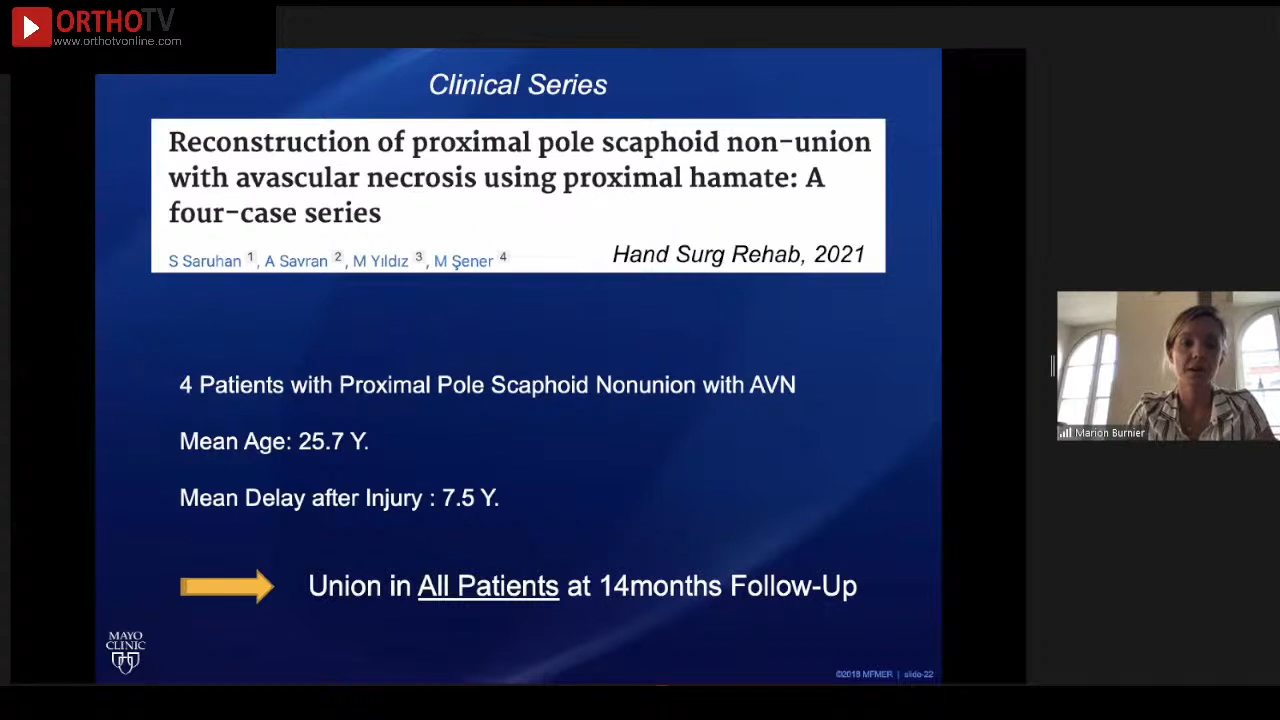 ORTHOTV
www.orthotvonline.com
Clinical Series
Reconstruction of proximal pole scaphoid non-union
with avascular necrosis using proximal hamate: A
four-case series
S Saruhan 1, A Savran 2, M Yıldız 3, M Şener 4
Hand Surg Rehab, 2021
4 Patients with Proximal Pole Scaphoid Nonunion with AVN
Mean Age: 25.7 Y.
Mean Delay after Injury : 7.5 Y.
Union in All Patients at 14months Follow-Up
MAYO
CLINIC
©2018 MFMER | slide-22
Marion Burnier